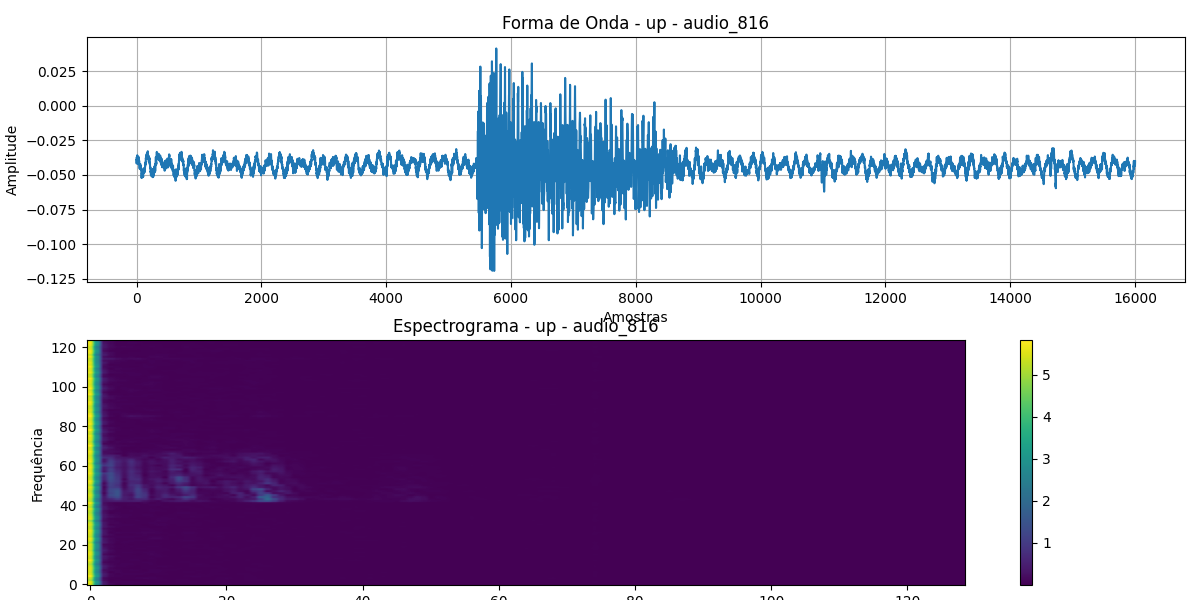 Forma de Onda - up - audio_816
Amplitude
0.025
0.000
−0.025
−0.050
−0.075
−0.100
−0.125
0 2000 4000 6000 8000 10000 12000 14000 16000
Amostras
Espectrograma - up - audio_816
Frequência
120
100
80
60
40
20
0
0 20 40 60 80 100 120
5
4
3
2
1